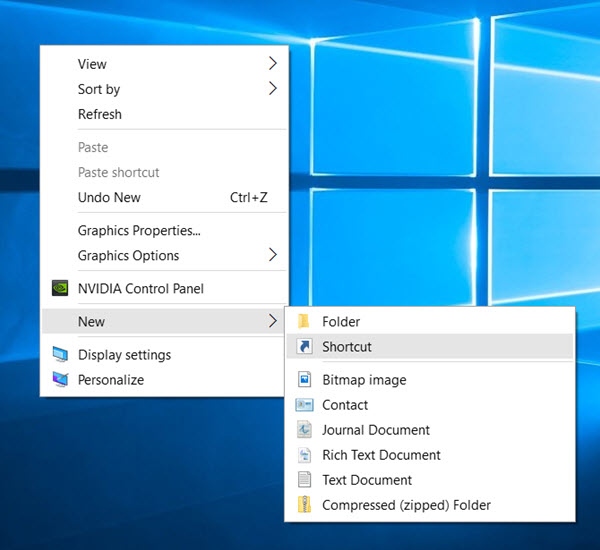 View
Sort by
Refresh
Paste
Paste shortcut
Undo New Ctrl+Z
Graphics Properties...
Graphics Options
NVIDIA Control Panel
New
Display settings
Personalize
Folder
Shortcut
Bitmap image
Contact
Journal Document
Rich Text Document
Text Document
Compressed (zipped) Folder